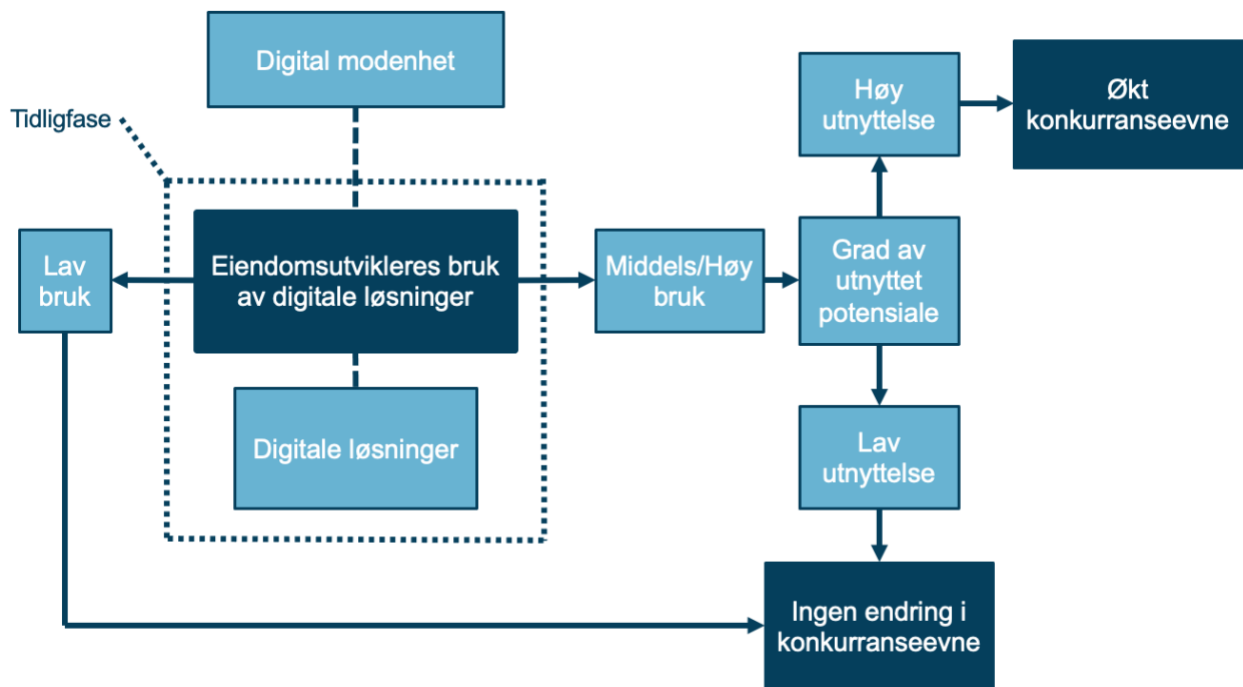 Digital modenhet
Tidligfase
Høy
utnyttelse
Økt
konkurranseevne
Lav
bruk
Eiendomsutvikleres bruk
av digitale løsninger
Middels/Høy
bruk
Grad av
utnyttet
potensiale
Digitale løsninger
Lav
utnyttelse
Ingen endring i
konkurranseevne